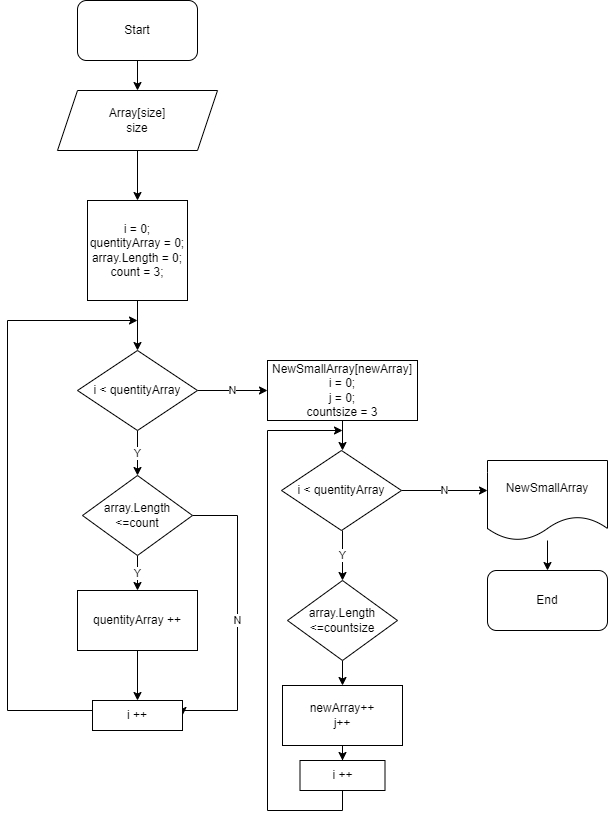 Start
Array[size]
size
i = 0;
quentityArray = 0;
array.Length = 0;
count = 3;
i < quentityArray
N
Y
array.Length
<=count
Y
N
quentityArray ++
i ++
NewSmallArray[newArray]
i = 0;
j = 0;
countsize = 3
i < quentityArray
N
Y
array.Length
<=countsize
newArray++
j++
i ++
NewSmallArray
End